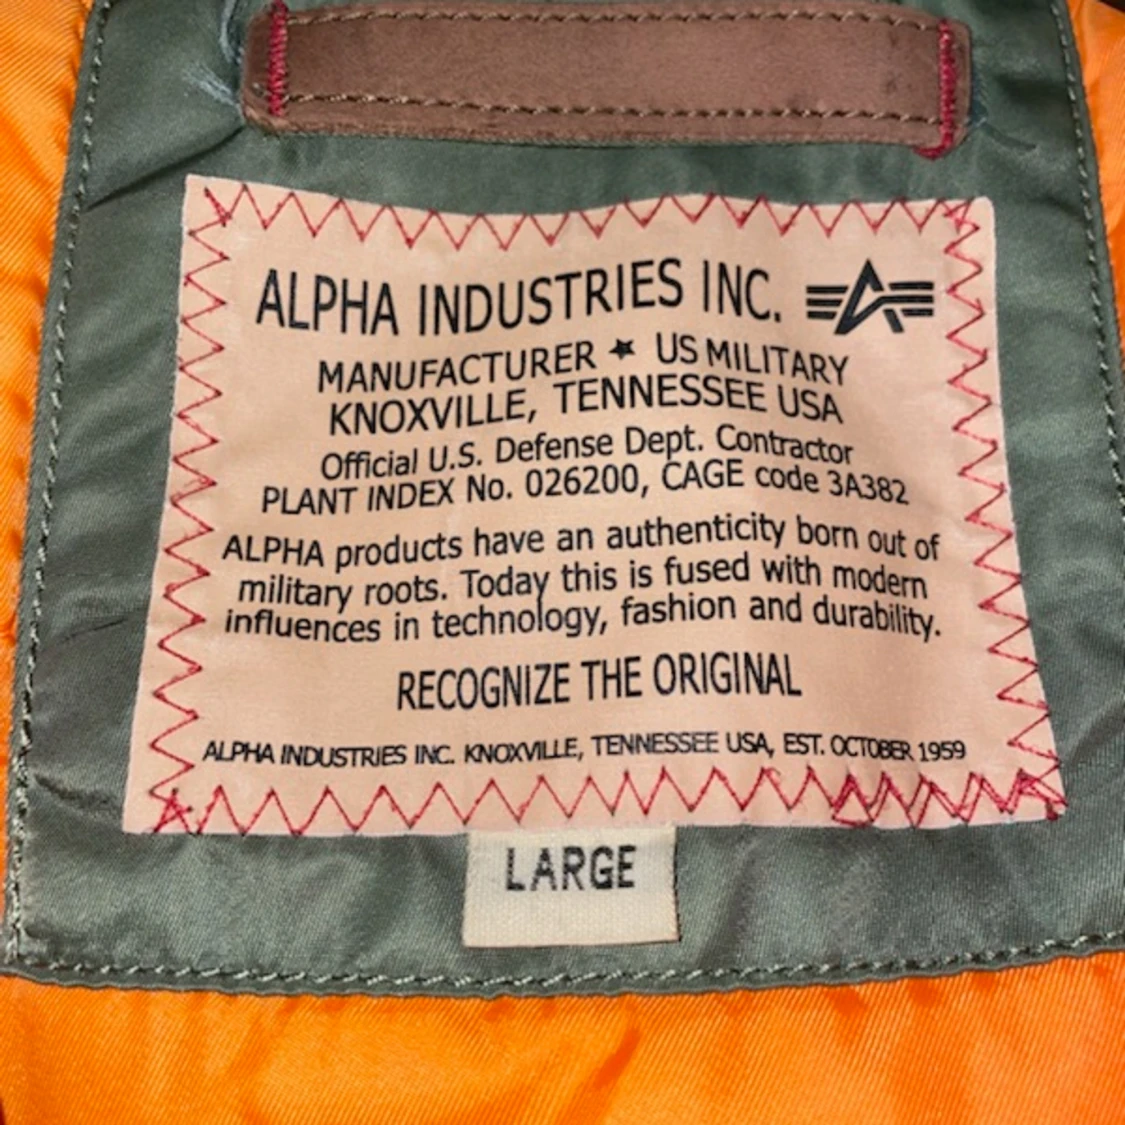 ALPHA INDUSTRIES INC.
MANUFACTURER ★ US MILITARY
KNOXVILLE, TENNESSEE USA
Official U.S. Defense Dept. Contractor
PLANT INDEX No. 026200, CAGE code 3A382
ALPHA products have an authenticity born out of
military roots. Today this is fused with modern
influences in technology, fashion and durability.
RECOGNIZE THE ORIGINAL
ALPHA INDUSTRIES INC. KNOXVILLE, TENNESSEE USA, EST. OCTOBER 1959
LARGE